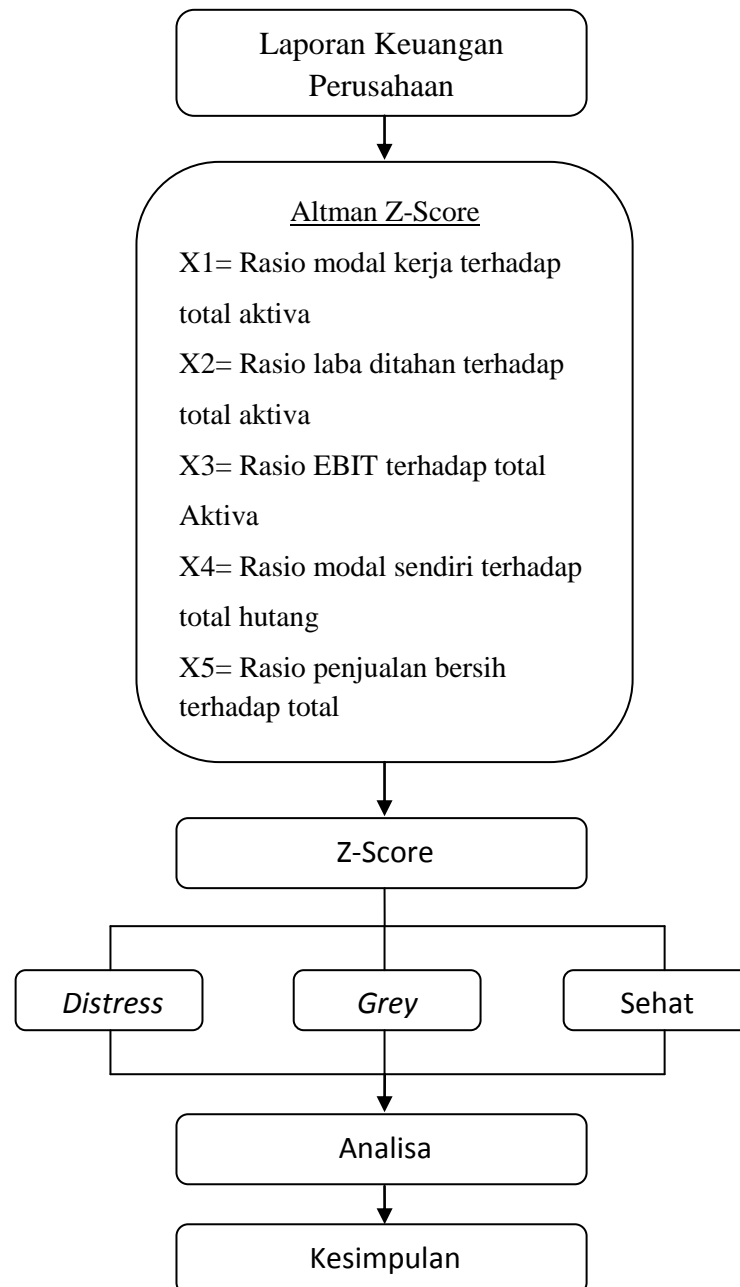 Laporan Keuangan
Perusahaan
Altman Z-Score
X1= Rasio modal kerja terhadap
total aktiva
X2= Rasio laba ditahan terhadap
total aktiva
X3= Rasio EBIT terhadap total
Aktiva
X4= Rasio modal sendiri terhadap
total hutang
X5= Rasio penjualan bersih
terhadap total
Z-Score
Distress
Grey
Sehat
Analisa
Kesimpulan